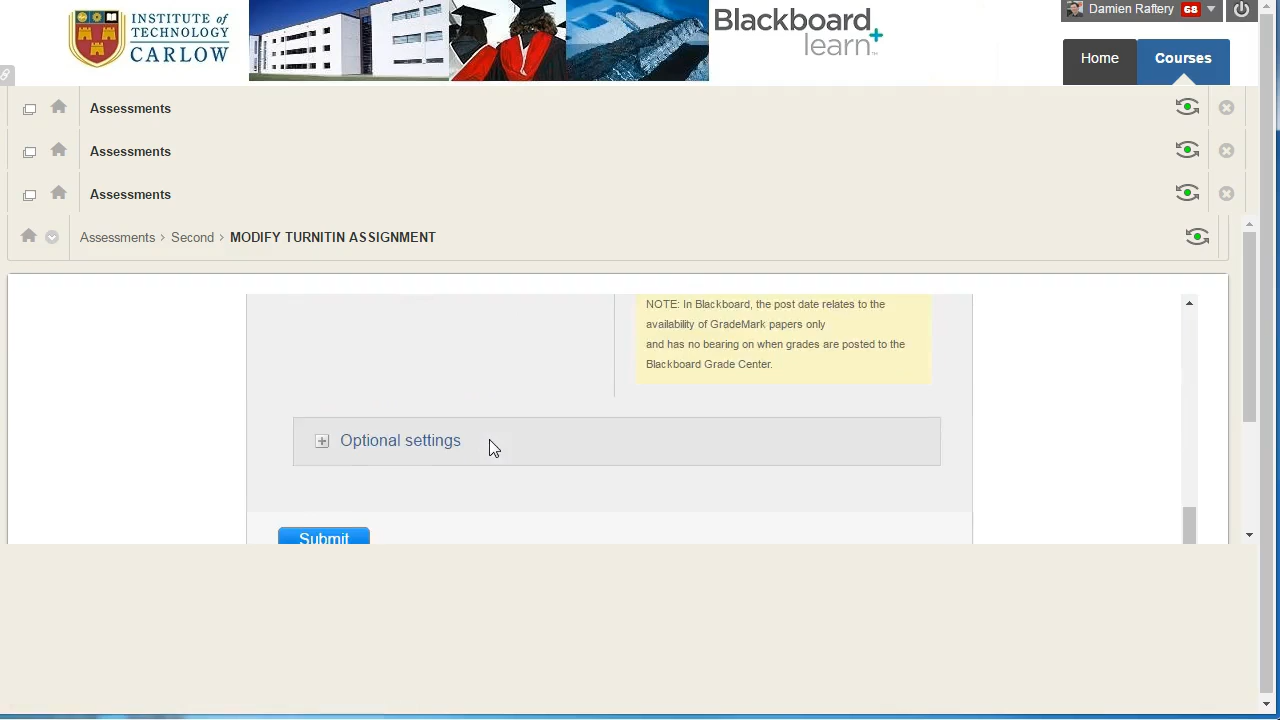 INSTITUTE of
TECHNOLOGY
CARLOW
Blackboard
learn+
Damien Raftery 68
Home
Courses
Assessments
Assessments
Assessments
Assessments › Second › MODIFY TURNITIN ASSIGNMENT
NOTE: In Blackboard, the post date relates to the
availability of GradeMark papers only
and has no bearing on when grades are posted to the
Blackboard Grade Center.
Optional settings
Submit